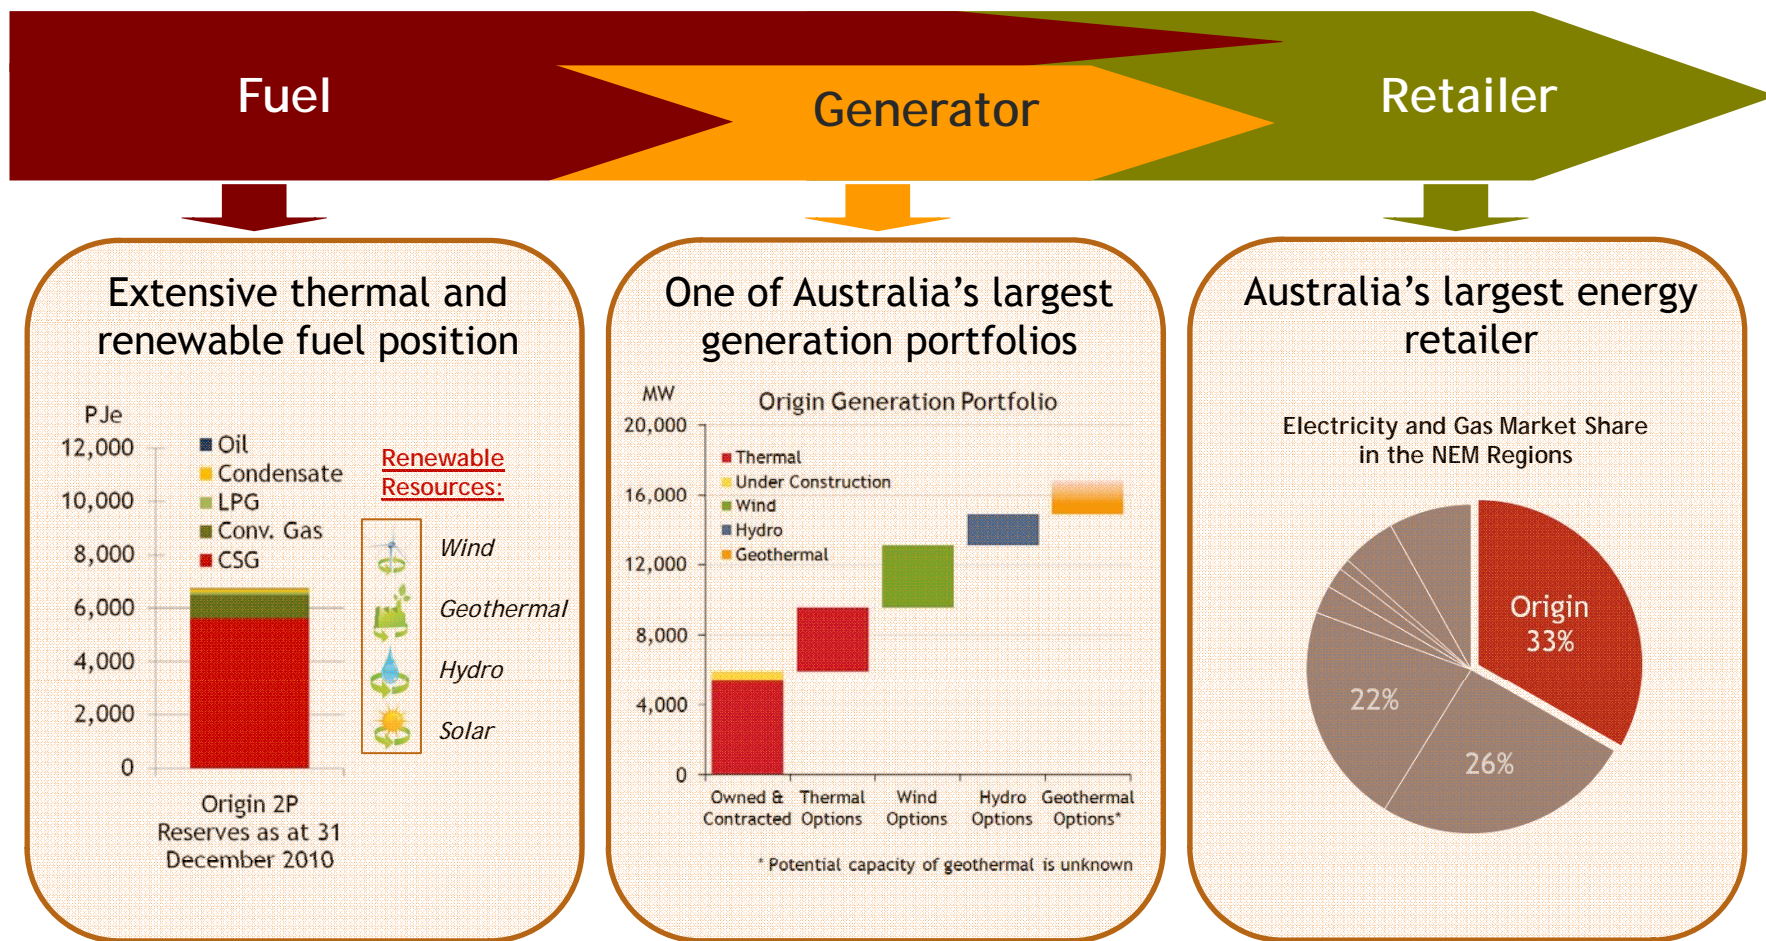 Fuel
Generator
Retailer
Extensive thermal and
renewable fuel position
PJe
12,000
10,000
8,000
6,000
4,000
2,000
0
Oil
Condensate
LPG
Conv. Gas
CSG
Renewable
Resources:
Wind
Geothermal
Hydro
Solar
Origin 2P
Reserves as at 31
December 2010
One of Australia's largest
generation portfolios
MW
Origin Generation Portfolio
20,000
16,000
12,000
8,000
4,000
0
Thermal
Under Construction
Wind
Hydro
Geothermal
Owned &
Contracted
Thermal
Options
Wind
Options
Hydro
Options
Geothermal
Options*
* Potential capacity of geothermal is unknown
Australia's largest energy
retailer
Electricity and Gas Market Share
in the NEM Regions
Origin
33%
22%
26%